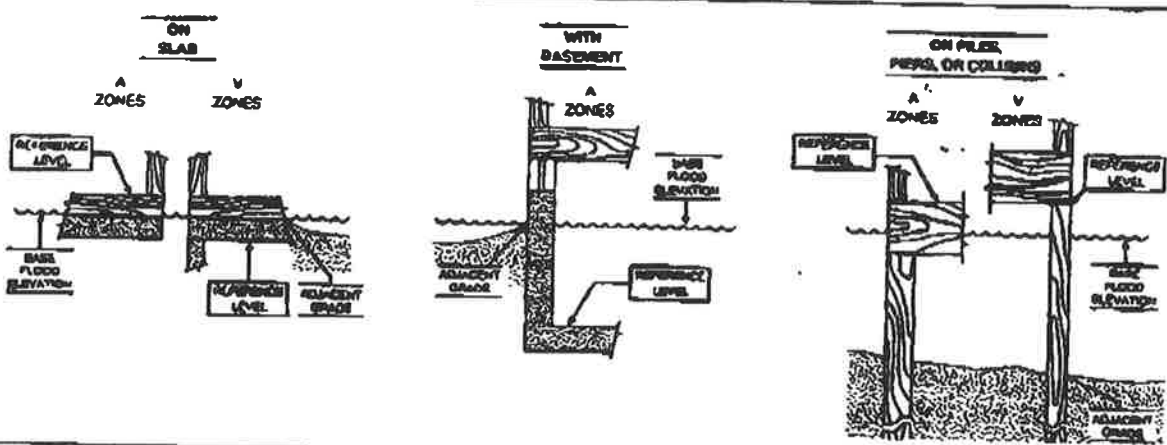 ON
SLAB
A
ZONES
V
ZONES
REFERENCE
LEVEL
BASE
FLOOD
ELEVATION
REFERENCE
LEVEL
ADJACENT
GRADE
WITH
BASEMENT
A
ZONES
BASE
FLOOD
ELEVATION
ADJACENT
GRADE
REFERENCE
LEVEL
ON PILES,
PIERS, OR COLUMNS
A
ZONES
V
ZONES
REFERENCE
LEVEL
REFERENCE
LEVEL
BASE
FLOOD
ELEVATION
ADJACENT
GRADE